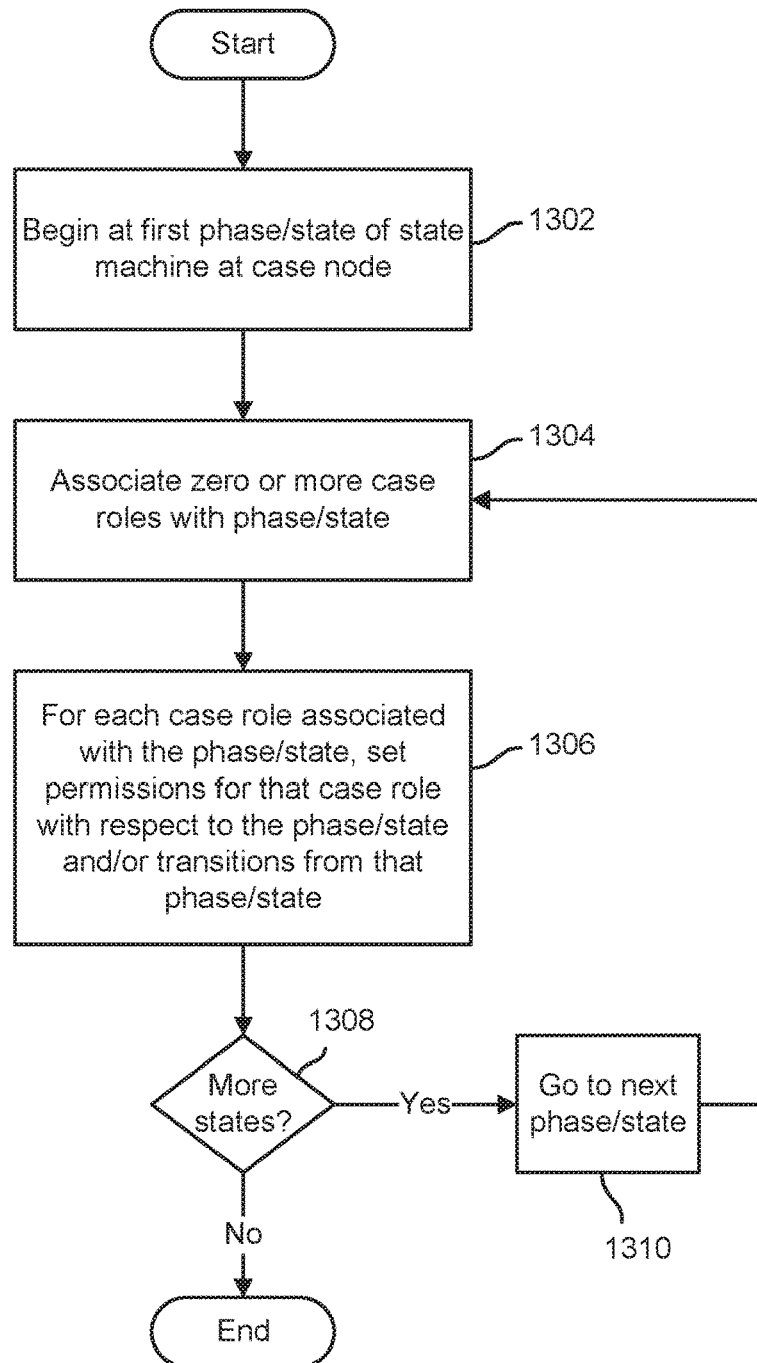 Start
Begin at first phase/state of state
machine at case node
1302
Associate zero or more case
roles with phase/state
1304
For each case role associated
with the phase/state, set
permissions for that case role
with respect to the phase/state
and/or transitions from that
phase/state
1306
More
states?
1308
Yes
Go to next
phase/state
1310
No
End